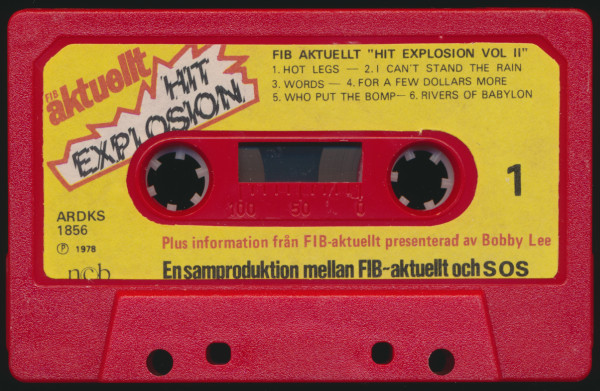 FIB AKTUELLT "HIT EXPLOSION VOL II"
1. HOT LEGS — 2. I CAN'T STAND THE RAIN
3. WORDS — 4. FOR A FEW DOLLARS MORE
5. WHO PUT THE BOMP — 6. RIVERS OF BABYLON
FIB
aktuellt
HIT
EXPLOSION
1
100 50 0
ARDKS
1856
Ⓟ 1978
Plus information från FIB-aktuellt presenterad av Bobby Lee
ncb
En samproduktion mellan FIB-aktuellt och SOS